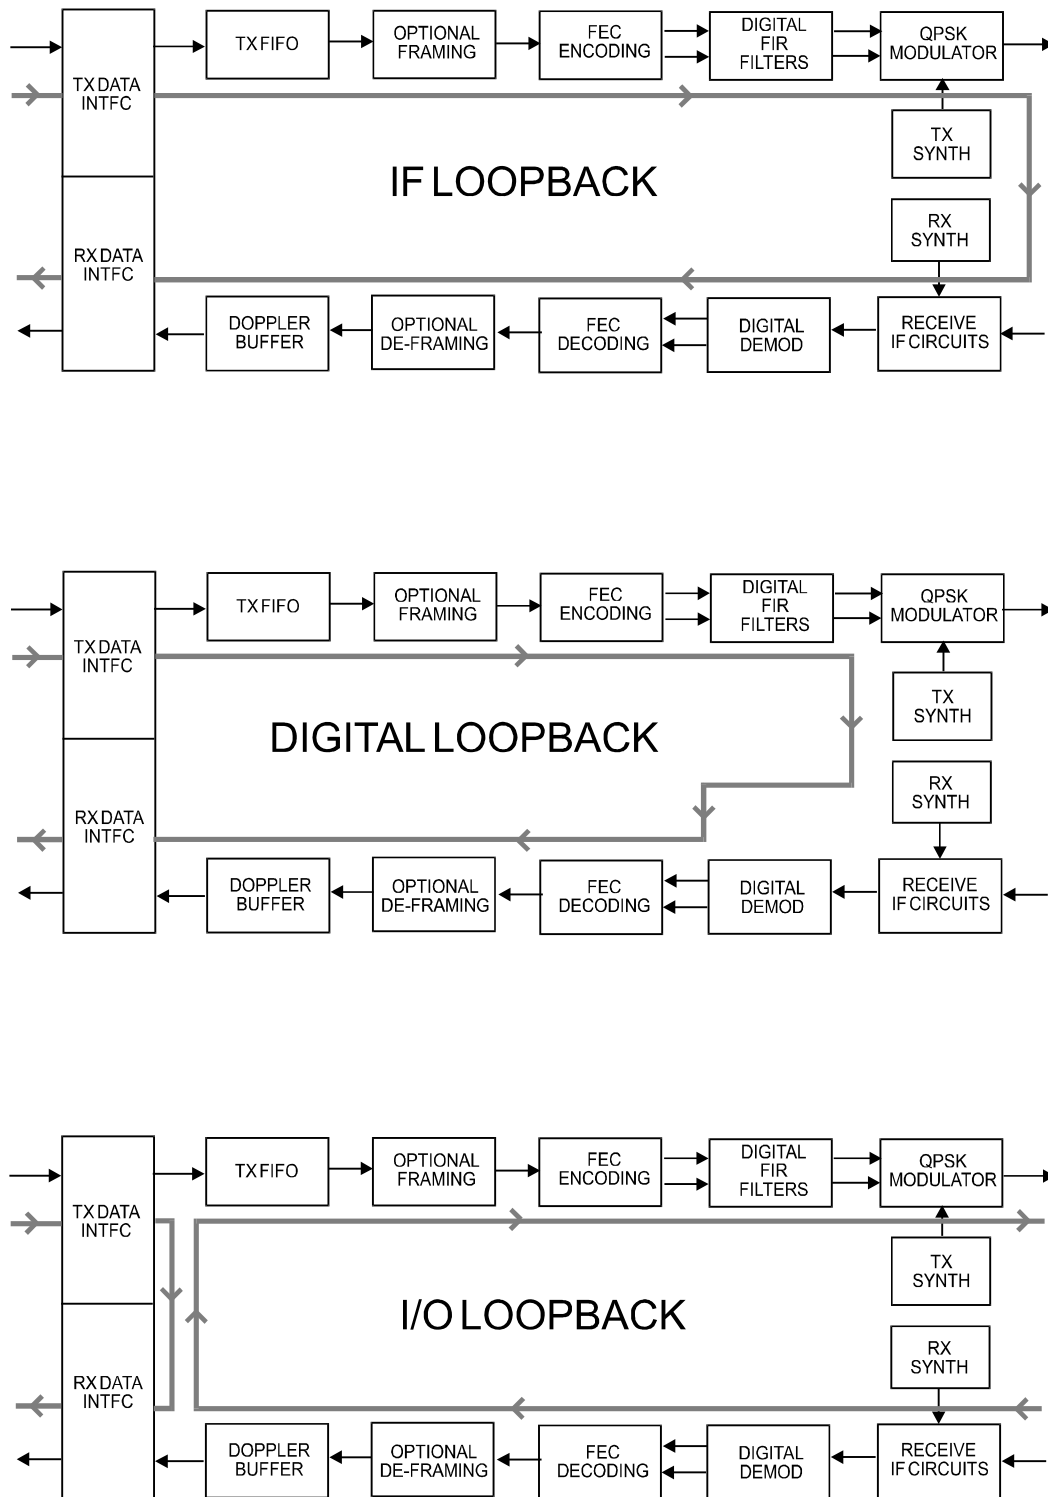 TX DATA
INTFC
TX FIFO
OPTIONAL
FRAMING
FEC
ENCODING
DIGITAL
FIR
FILTERS
QPSK
MODULATOR
TX
SYNTH
IF LOOPBACK
RX
SYNTH
RX DATA
INTFC
DOPPLER
BUFFER
OPTIONAL
DE-FRAMING
FEC
DECODING
DIGITAL
DEMOD
RECEIVE
IF CIRCUITS
TX DATA
INTFC
TX FIFO
OPTIONAL
FRAMING
FEC
ENCODING
DIGITAL
FIR
FILTERS
QPSK
MODULATOR
TX
SYNTH
DIGITAL LOOPBACK
RX
SYNTH
RX DATA
INTFC
DOPPLER
BUFFER
OPTIONAL
DE-FRAMING
FEC
DECODING
DIGITAL
DEMOD
RECEIVE
IF CIRCUITS
TX DATA
INTFC
TX FIFO
OPTIONAL
FRAMING
FEC
ENCODING
DIGITAL
FIR
FILTERS
QPSK
MODULATOR
TX
SYNTH
I/O LOOPBACK
RX
SYNTH
RX DATA
INTFC
DOPPLER
BUFFER
OPTIONAL
DE-FRAMING
FEC
DECODING
DIGITAL
DEMOD
RECEIVE
IF CIRCUITS